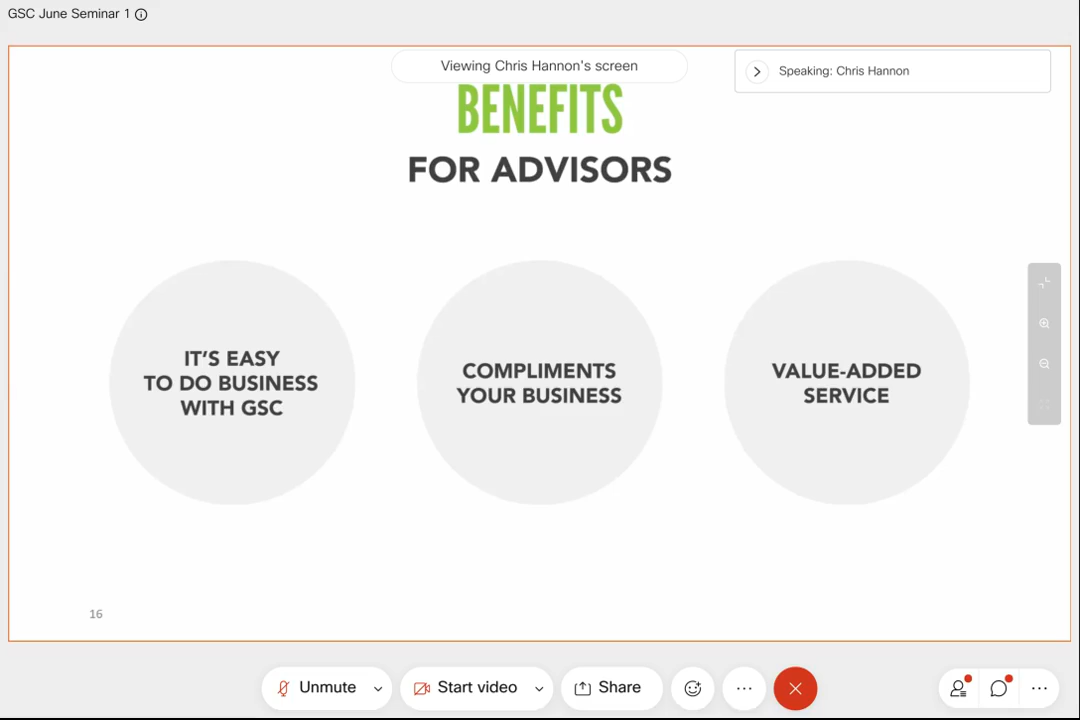 GSC June Seminar 1
Viewing Chris Hannon's screen
Speaking: Chris Hannon
BENEFITS
FOR ADVISORS
IT'S EASY
TO DO BUSINESS
WITH GSC
COMPLIMENTS
YOUR BUSINESS
VALUE-ADDED
SERVICE
16
Unmute
Start video
Share